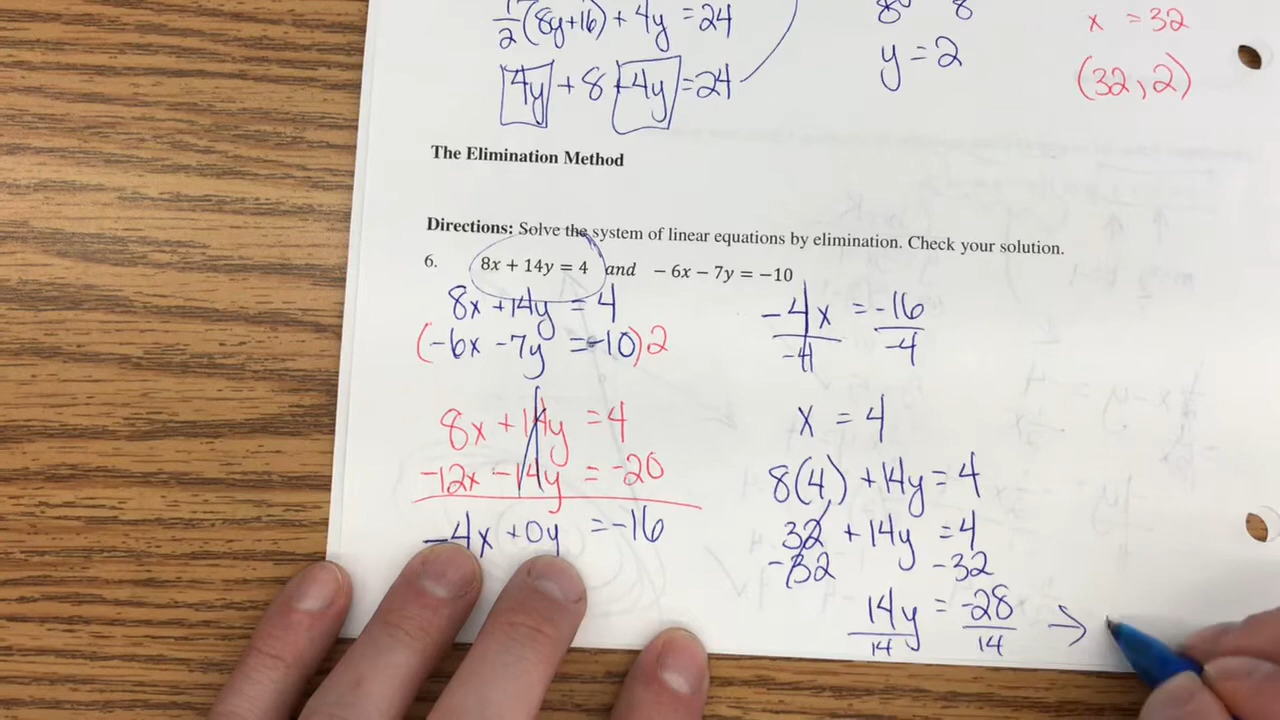 1/2(8y+16) + 4y = 24
4y + 8 + 4y = 24
8 8
y = 2
x = 32
(32, 2)
The Elimination Method
Directions: Solve the system of linear equations by elimination. Check your solution.
6. 8x + 14y = 4 and − 6x − 7y = −10
8x + 14y = 4
(-6x - 7y = -10)2
8x + 14y = 4
-12x - 14y = -20
-4x + 0y = -16
-4x = -16
-4 -4
x = 4
8(4) + 14y = 4
32 + 14y = 4
-32 -32
14y = -28 →
14 14